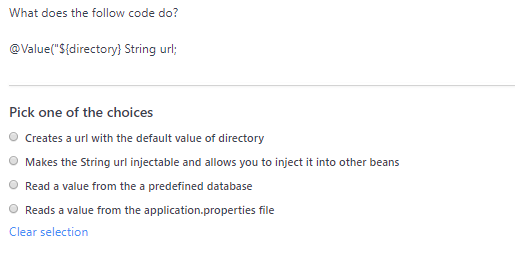 What does the follow code do?
@Value("${directory} String url;
Pick one of the choices
Creates a url with the default value of directory
Makes the String url injectable and allows you to inject it into other beans
Read a value from the a predefined database
Reads a value from the application.properties file
Clear selection